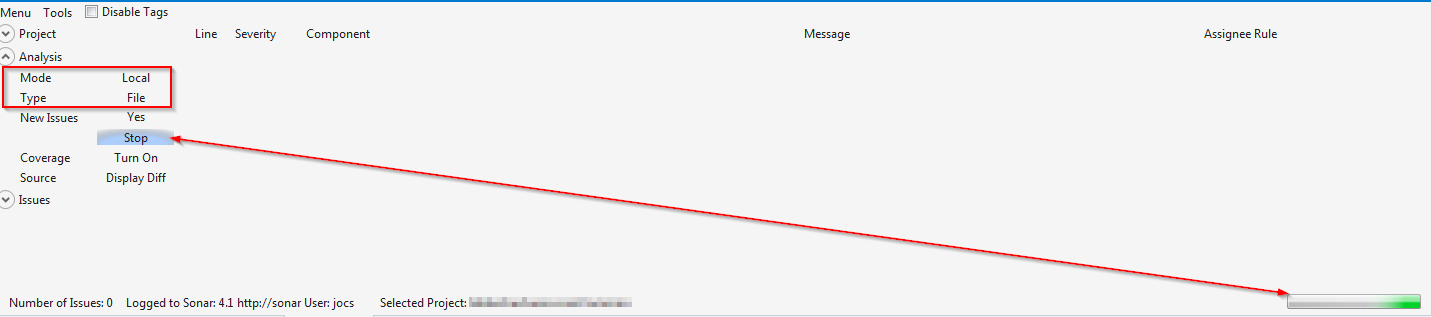 Menu Tools Disable Tags
Project Line Severity Component Message Assignee Rule
Analysis
Mode Local
Type File
New Issues Yes
Stop
Coverage Turn On
Source Display Diff
Issues
Number of Issues: 0 Logged to Sonar: 4.1 http://sonar User: jocs Selected Project: